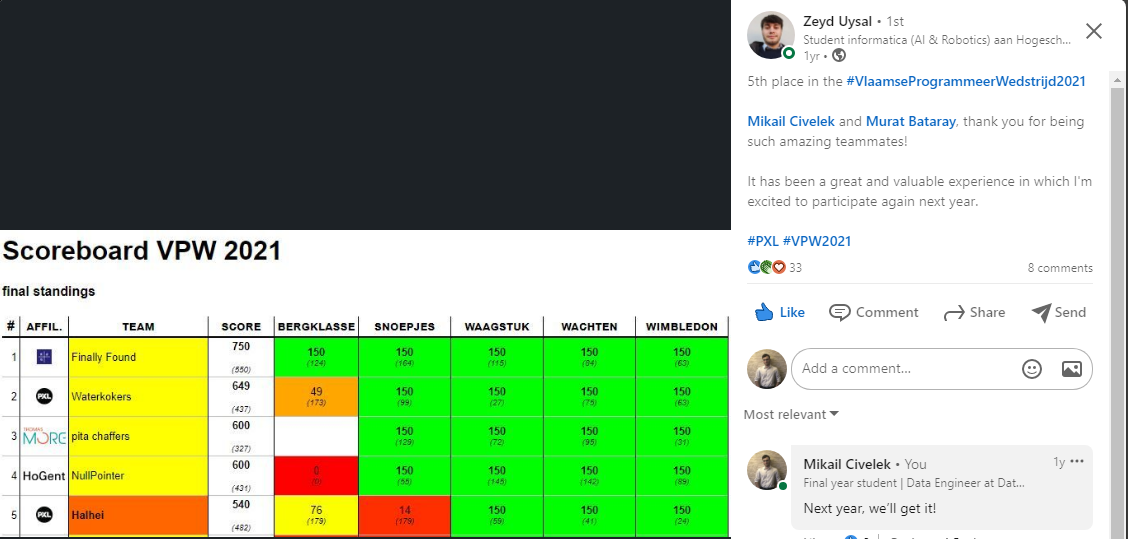 Scoreboard VPW 2021
final standings
# AFFIL. TEAM SCORE BERGKLASSE SNOEPJES WAAGSTUK WACHTEN WIMBLEDON
1 Finally Found 750 (550) 150 (124) 150 (164) 150 (115) 150 (84) 150 (63)
2 PXL Waterkokers 649 (437) 49 (173) 150 (99) 150 (27) 150 (75) 150 (63)
3 THOMAS MORE pita chaffers 600 (327) 150 (129) 150 (72) 150 (95) 150 (31)
4 HoGent NullPointer 600 (431) 0 (0) 150 (55) 150 (145) 150 (142) 150 (89)
5 PXL Halhei 540 (482) 76 (179) 14 (179) 150 (59) 150 (41) 150 (24)
Zeyd Uysal • 1st
Student informatica (AI & Robotics) aan Hogesch...
1yr •
5th place in the #VlaamseProgrammeerWedstrijd2021
Mikail Civelek and Murat Bataray, thank you for being
such amazing teammates!
It has been a great and valuable experience in which I'm
excited to participate again next year.
#PXL #VPW2021
33 8 comments
Like Comment Share Send
Add a comment...
Most relevant
Mikail Civelek • You 1y •••
Final year student | Data Engineer at Dat...
Next year, we'll get it!